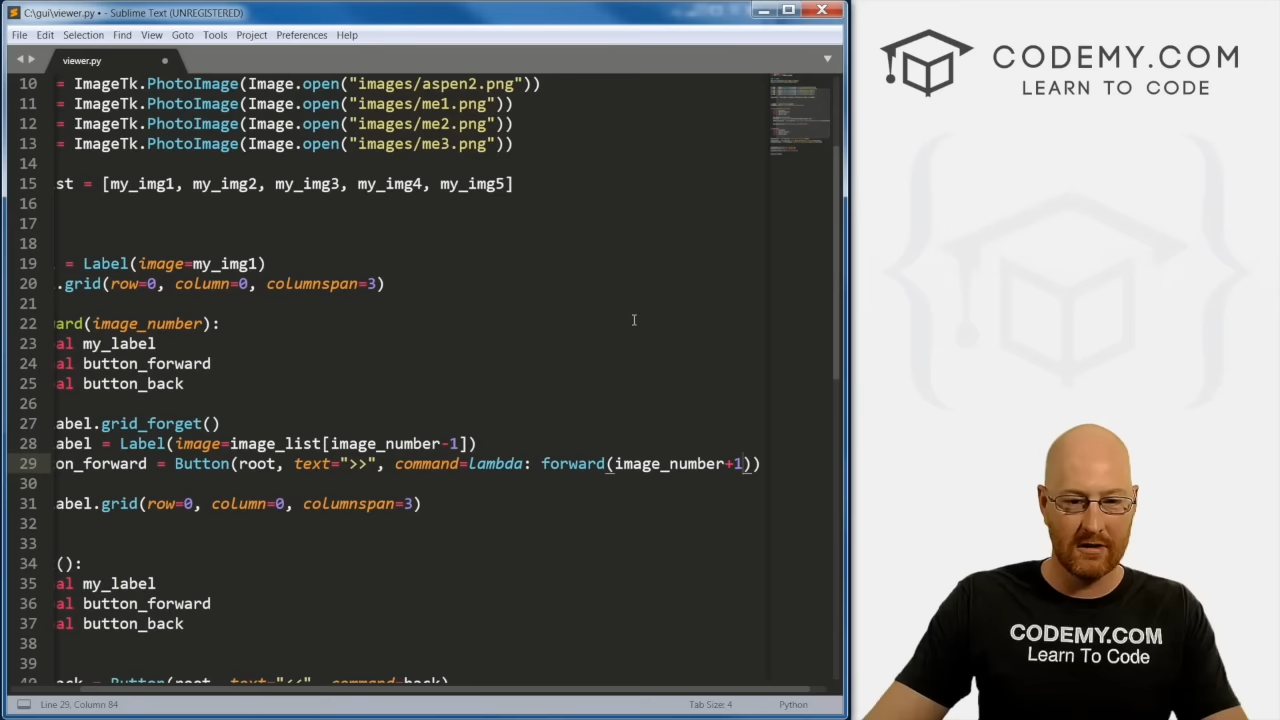 C:\gui\viewer.py • - Sublime Text (UNREGISTERED)
File Edit Selection Find View Goto Tools Project Preferences Help
viewer.py
10 = ImageTk.PhotoImage(Image.open("images/aspen2.png"))
11 = ImageTk.PhotoImage(Image.open("images/me1.png"))
12 = ImageTk.PhotoImage(Image.open("images/me2.png"))
13 = ImageTk.PhotoImage(Image.open("images/me3.png"))
14
15 st = [my_img1, my_img2, my_img3, my_img4, my_img5]
16
17
18
19 = Label(image=my_img1)
20 .grid(row=0, column=0, columnspan=3)
21
22 ard(image_number):
23 al my_label
24 al button_forward
25 al button_back
26
27 abel.grid_forget()
28 abel = Label(image=image_list[image_number-1])
29 on_forward = Button(root, text=">>", command=lambda: forward(image_number+1))
30
31 abel.grid(row=0, column=0, columnspan=3)
32
33
34 ():
35 al my_label
36 al button_forward
37 al button_back
38
39
ack = Button(root, text="<<", command=back)
Line 29, Column 84
Tab Size: 4
Python
CODEMY.COM
LEARN TO CODE
CODEMY.COM
Learn To Code